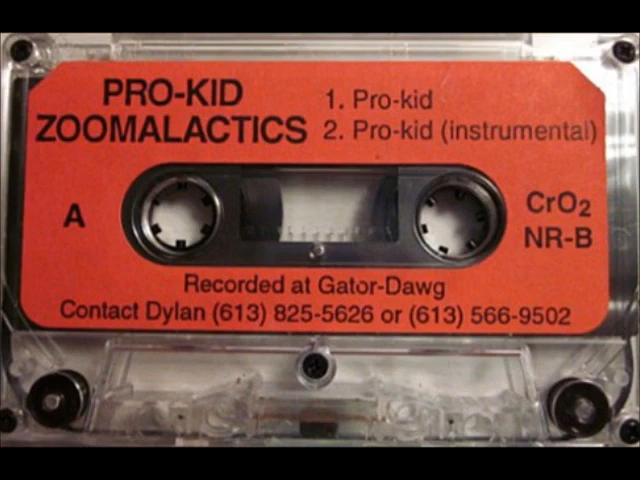 PRO-KID
ZOOMALACTICS
1. Pro-kid
2. Pro-kid (instrumental)
A
CrO2
NR-B
Recorded at Gator-Dawg
Contact Dylan (613) 825-5626 or (613) 566-9502